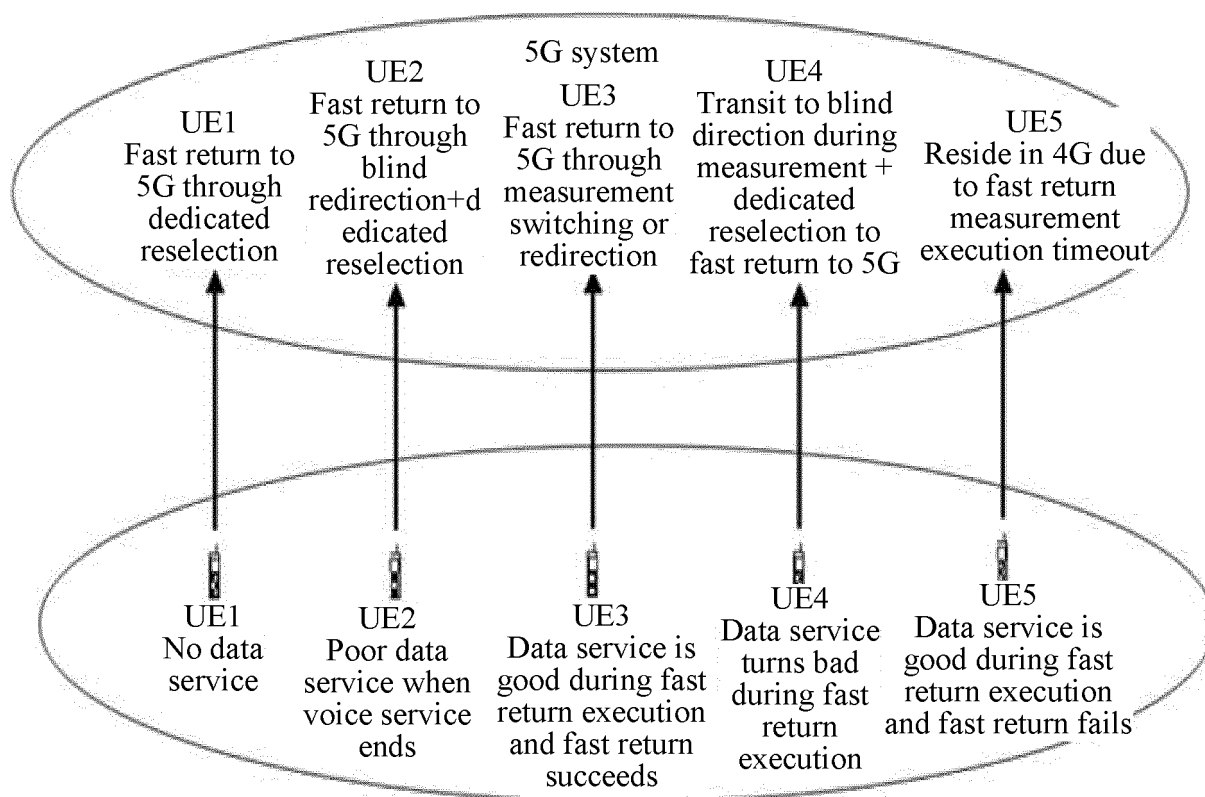 5G system
UE1
Fast return to
5G through
dedicated
reselection
UE2
Fast return to
5G through
blind
redirection+d
edicated
reselection
UE3
Fast return to
5G through
measurement
switching or
redirection
UE4
Transit to blind
direction during
measurement +
dedicated
reselection to
fast return to 5G
UE5
Reside in 4G due
to fast return
measurement
execution timeout
UE1
No data
service
UE2
Poor data
service when
voice service
ends
UE3
Data service is
good during fast
return execution
and fast return
succeeds
UE4
Data service
turns bad
during fast
return
execution
UE5
Data service is
good during fast
return execution
and fast return fails